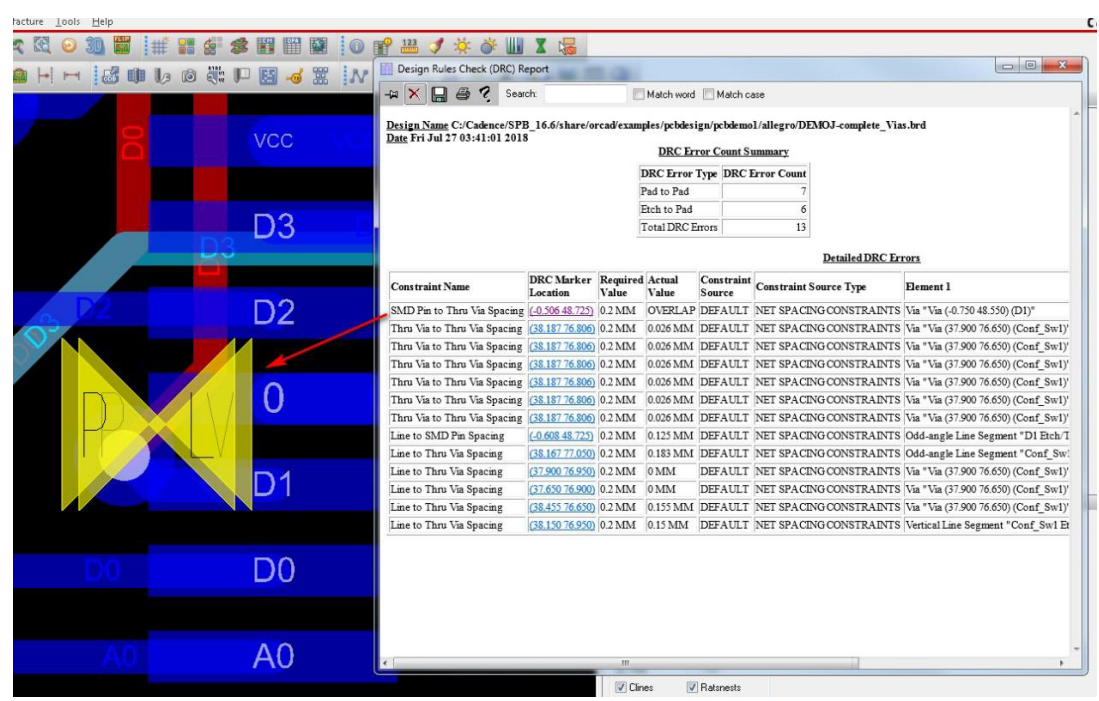 facture Tools Help
Design Rules Check (DRC) Report
Search: Match word Match case
Design Name C:/Cadence/SPB_16.6/share/orcad/examples/pcbdesign/pcbdemo1/allegro/DEMOJ-complete_Vias.brd
Date Fri Jul 27 03:41:01 2018
DRC Error Count Summary
DRC Error Type DRC Error Count
Pad to Pad 7
Etch to Pad 6
Total DRC Errors 13
Detailed DRC Errors
Constraint Name DRC Marker Location Required Value Actual Value Constraint Source Constraint Source Type Element 1
SMD Pin to Thru Via Spacing (-0.506 48.725) 0.2 MM OVERLAP DEFAULT NET SPACING CONSTRAINTS Via "Via (-0.750 48.550) (D1)"
Thru Via to Thru Via Spacing (38.187 76.806) 0.2 MM 0.026 MM DEFAULT NET SPACING CONSTRAINTS Via "Via (37.900 76.650) (Conf_Sw1)"
Thru Via to Thru Via Spacing (38.187 76.806) 0.2 MM 0.026 MM DEFAULT NET SPACING CONSTRAINTS Via "Via (37.900 76.650) (Conf_Sw1)"
Thru Via to Thru Via Spacing (38.187 76.806) 0.2 MM 0.026 MM DEFAULT NET SPACING CONSTRAINTS Via "Via (37.900 76.650) (Conf_Sw1)"
Thru Via to Thru Via Spacing (38.187 76.806) 0.2 MM 0.026 MM DEFAULT NET SPACING CONSTRAINTS Via "Via (37.900 76.650) (Conf_Sw1)"
Thru Via to Thru Via Spacing (38.187 76.806) 0.2 MM 0.026 MM DEFAULT NET SPACING CONSTRAINTS Via "Via (37.900 76.650) (Conf_Sw1)"
Thru Via to Thru Via Spacing (38.187 76.806) 0.2 MM 0.026 MM DEFAULT NET SPACING CONSTRAINTS Via "Via (37.900 76.650) (Conf_Sw1)"
Line to SMD Pin Spacing (-0.608 48.725) 0.2 MM 0.125 MM DEFAULT NET SPACING CONSTRAINTS Odd-angle Line Segment "D1 Etch/T
Line to Thru Via Spacing (38.167 77.050) 0.2 MM 0.183 MM DEFAULT NET SPACING CONSTRAINTS Odd-angle Line Segment "Conf_Sw
Line to Thru Via Spacing (37.900 76.950) 0.2 MM 0 MM DEFAULT NET SPACING CONSTRAINTS Via "Via (37.900 76.650) (Conf_Sw1)"
Line to Thru Via Spacing (37.650 76.900) 0.2 MM 0 MM DEFAULT NET SPACING CONSTRAINTS Via "Via (37.900 76.650) (Conf_Sw1)"
Line to Thru Via Spacing (38.455 76.650) 0.2 MM 0.155 MM DEFAULT NET SPACING CONSTRAINTS Via "Via (37.900 76.650) (Conf_Sw1)"
Line to Thru Via Spacing (38.150 76.950) 0.2 MM 0.15 MM DEFAULT NET SPACING CONSTRAINTS Vertical Line Segment "Conf_Sw1 Et
D0 VCC
D3 D3
D3 D2 D2
P P L V 0
D1
D0 D0
A0 A0
Clines Ratsnests